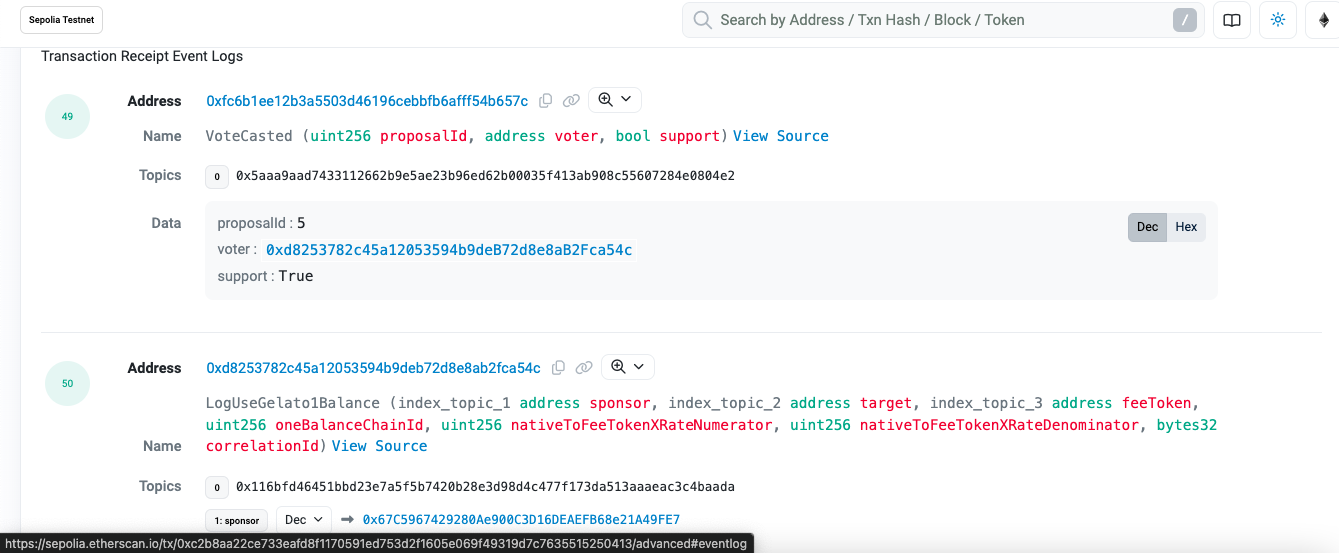 Sepolia Testnet
Search by Address / Txn Hash / Block / Token
/
Transaction Receipt Event Logs
49
Address 0xfc6b1ee12b3a5503d46196cebbfb6afff54b657c
Name VoteCasted (uint256 proposalId, address voter, bool support) View Source
Topics 0 0x5aaa9aad7433112662b9e5ae23b96ed62b00035f413ab908c55607284e0804e2
Data proposalId : 5
Dec Hex
voter : 0xd8253782c45a12053594b9deB72d8e8aB2Fca54c
support : True
50
Address 0xd8253782c45a12053594b9deb72d8e8ab2fca54c
LogUseGelato1Balance (index_topic_1 address sponsor, index_topic_2 address target, index_topic_3 address feeToken,
uint256 oneBalanceChainId, uint256 nativeToFeeTokenXRateNumerator, uint256 nativeToFeeTokenXRateDenominator, bytes32
Name correlationId) View Source
Topics 0 0x116bfd46451bbd23e7a5f5b7420b28e3d98d4c477f173da513aaaeac3c4baada
1: sponsor Dec 0x67C5967429280Ae900C3D16DEAEFB68e21A49FE7
https://sepolia.etherscan.io/tx/0xc2b8aa22ce733eafd8f1170591ed753d2f1605e069f49319d7c7635515250413/advanced#eventlog